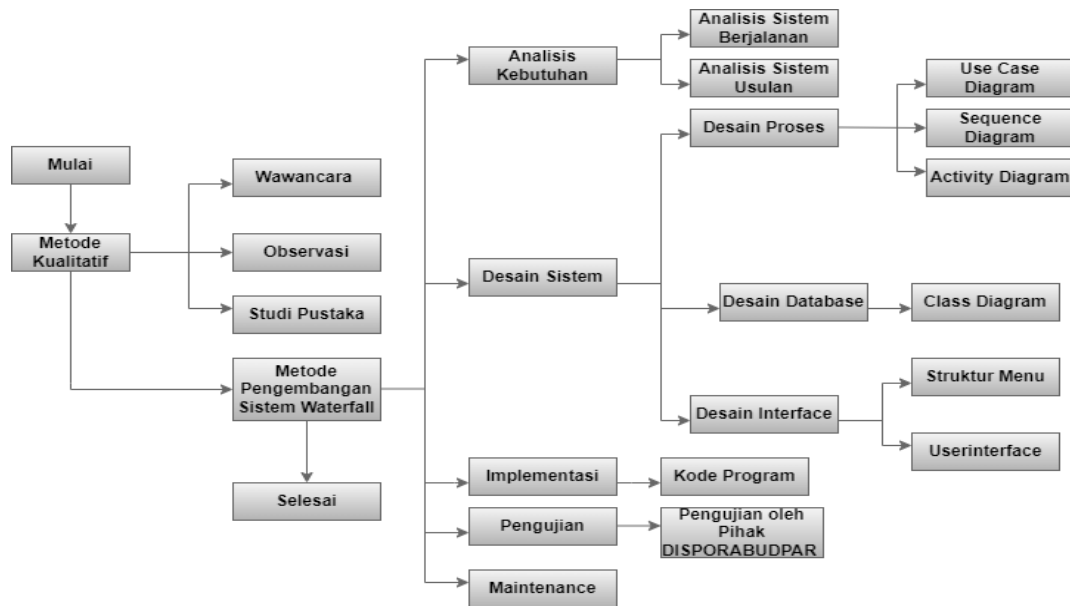 Mulai
Metode
Kualitatif
Wawancara
Observasi
Studi Pustaka
Metode
Pengembangan
Sistem Waterfall
Selesai
Analisis
Kebutuhan
Analisis Sistem
Berjalanan
Analisis Sistem
Usulan
Desain Sistem
Desain Proses
Use Case
Diagram
Sequence
Diagram
Activity Diagram
Desain Database
Class Diagram
Desain Interface
Struktur Menu
Userinterface
Implementasi
Kode Program
Pengujian
Pengujian oleh
Pihak
DISPORABUDPAR
Maintenance